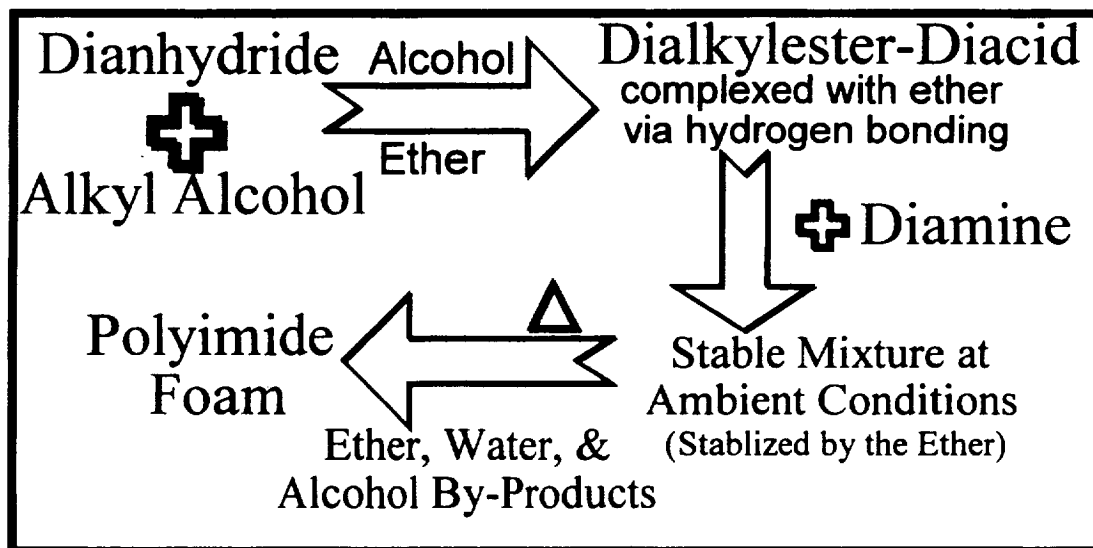 Dianhydride
Alkyl Alcohol
Alcohol
Ether
Dialkylester-Diacid
complexed with ether
via hydrogen bonding
Diamine
Stable Mixture at
Ambient Conditions
(Stablized by the Ether)
Δ
Ether, Water, &
Alcohol By-Products
Polyimide
Foam